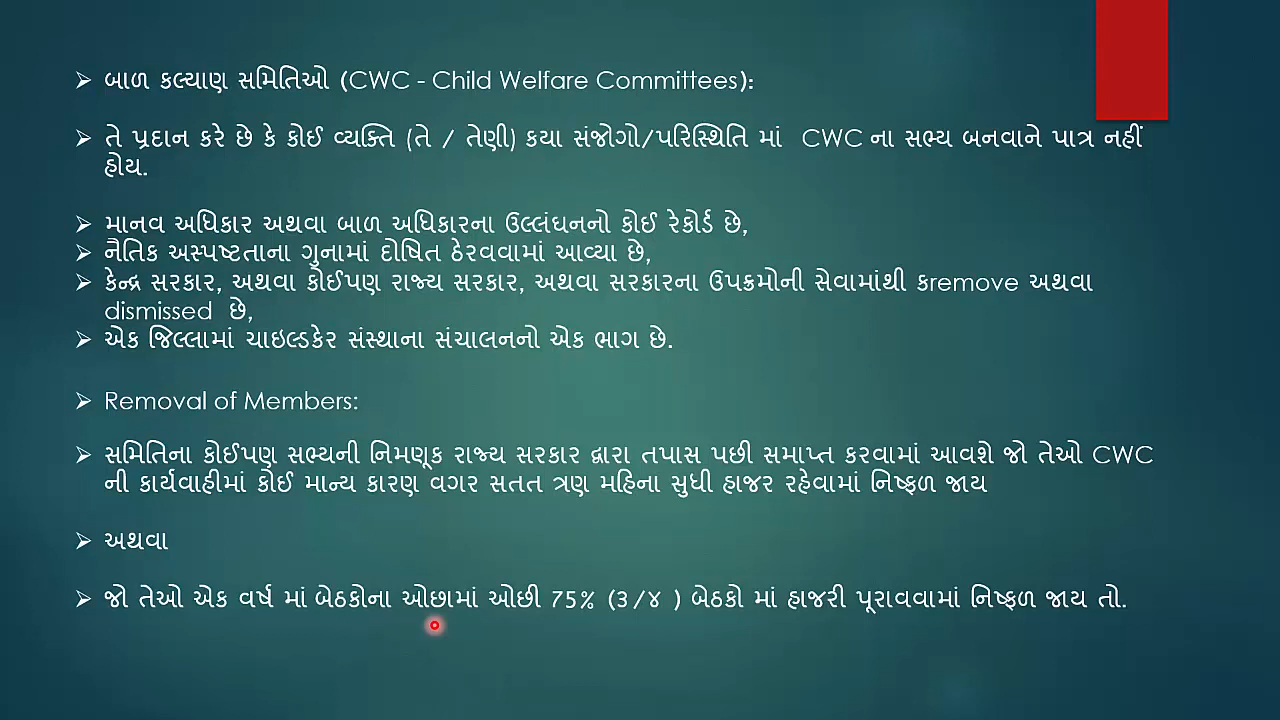 બાળ કલ્યાણ સમિતિઓ (CWC - Child Welfare Committees):
તે પ્રદાન કરે છે કે કોઈ વ્યક્તિ (તે / તેણી) કયા સંજોગો/પરિસ્થિતિ માં CWC ના સભ્ય બનવાને પાત્ર નહીં
હોય.
માનવ અધિકાર અથવા બાળ અધિકારના ઉલ્લંઘનનો કોઈ રેકોર્ડ છે,
નૈતિક અસ્પષ્ટતાના ગુનામાં દોષિત ઠેરવવામાં આવ્યા છે,
કેન્દ્ર સરકાર, અથવા કોઈપણ રાજ્ય સરકાર, અથવા સરકારના ઉપક્રમોની સેવામાંથી કremove અથવા
dismissed છે,
એક જિલ્લામાં ચાઇલ્ડકેર સંસ્થાના સંચાલનનો એક ભાગ છે.
Removal of Members:
સમિતિના કોઈપણ સભ્યની નિમણૂક રાજ્ય સરકાર દ્વારા તપાસ પછી સમાપ્ત કરવામાં આવશે જો તેઓ CWC
ની કાર્યવાહીમાં કોઈ માન્ય કારણ વગર સતત ત્રણ મહિના સુધી હાજર રહેવામાં નિષ્ફળ જાય
અથવા
જો તેઓ એક વર્ષ માં બેઠકોના ઓછામાં ઓછી 75% (3/૪ ) બેઠકો માં હાજરી પૂરાવવામાં નિષ્ફળ જાય તો.